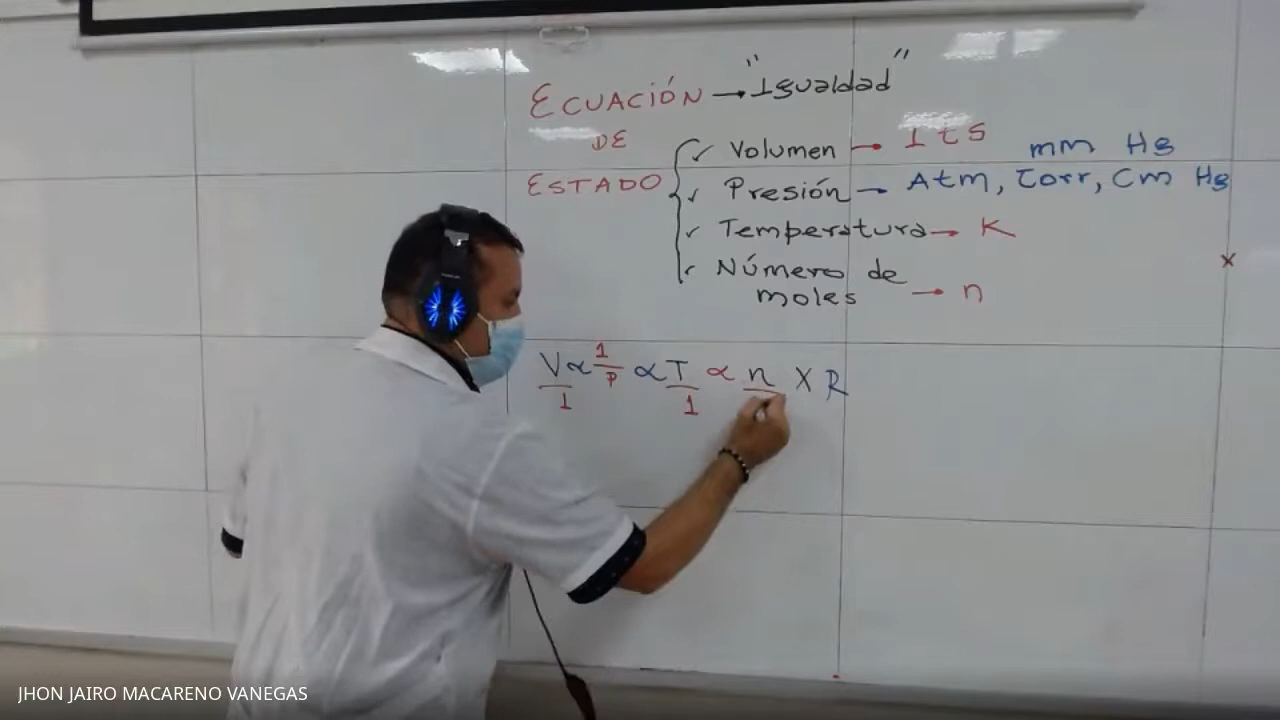 ECUACIÓN → "Igualdad"
DE
ESTADO
✓ Volumen → lts
mm Hg
✓ Presión → Atm, Torr, Cm Hg
✓ Temperatura → K
✓ Número de
moles → n
V/1 ∝ 1/P ∝ T/1 ∝ n X R
x
JHON JAIRO MACARENO VANEGAS